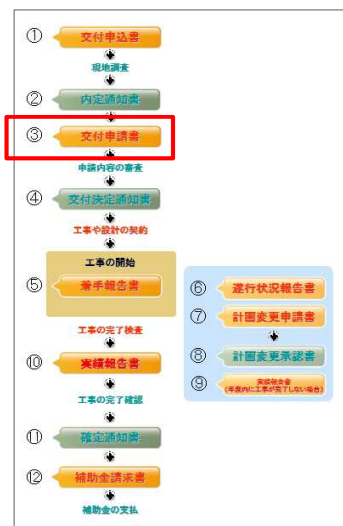 ① 交付申込書
現地調査
② 内定通知書
③ 交付申請書
申請内容の審査
④ 交付決定通知書
工事や設計の契約
工事の開始
⑤ 着手報告書
工事の完了検査
⑩ 実績報告書
工事の完了確認
⑪ 確定通知書
⑫ 補助金請求書
補助金の支払
⑥ 遂行状況報告書
⑦ 計画変更申請書
⑧ 計画変更承認書
⑨ 実績報告書
(年度内に工事が完了しない場合)